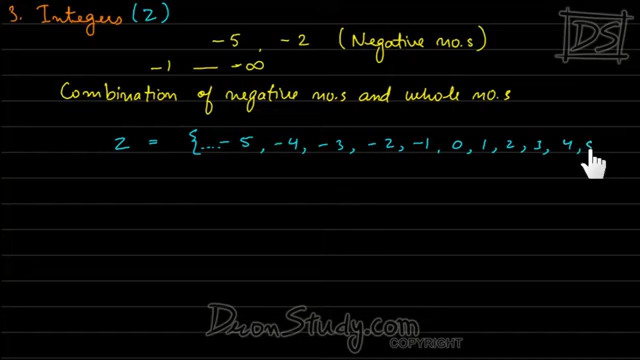 3. Integers (Z)
DS
-5, -2 (Negative no.s)
-1 — -∞
Combination of negative no.s and whole no.s
Z = {....- 5, -4, -3, -2, -1, 0, 1, 2, 3, 4, 5
DronStudy.com
COPYRIGHT